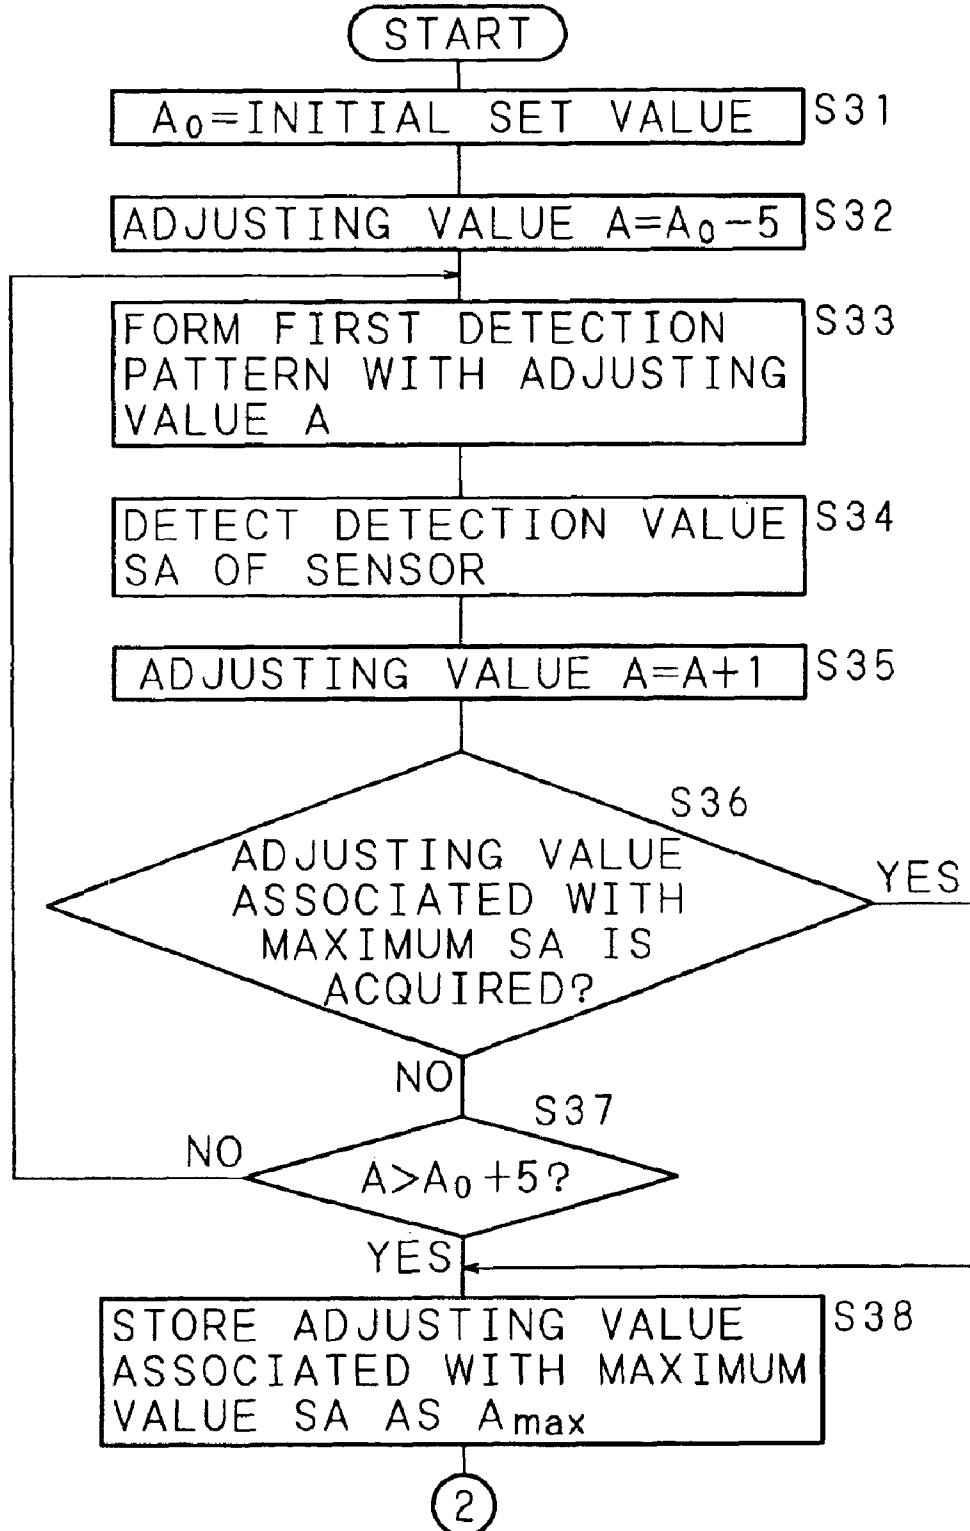 START
A0=INITIAL SET VALUE
S31
ADJUSTING VALUE A=A0-5
S32
FORM FIRST DETECTION
PATTERN WITH ADJUSTING
VALUE A
S33
DETECT DETECTION VALUE
SA OF SENSOR
S34
ADJUSTING VALUE A=A+1
S35
S36
ADJUSTING VALUE
ASSOCIATED WITH
MAXIMUM SA IS
ACQUIRED?
YES
NO
S37
NO
A>A0+5?
YES
STORE ADJUSTING VALUE
ASSOCIATED WITH MAXIMUM
VALUE SA AS Amax
S38
2